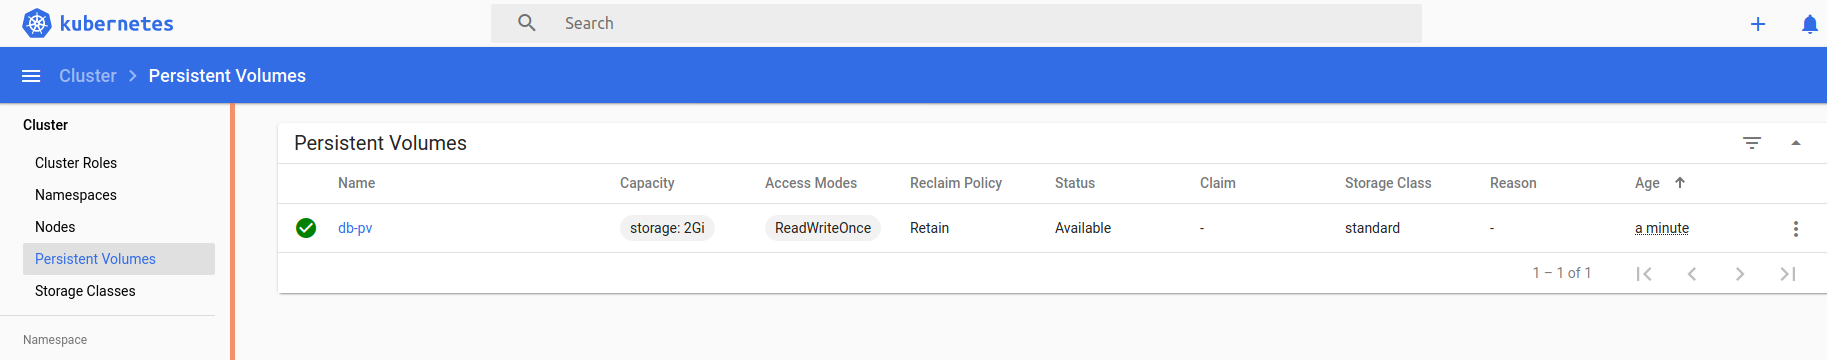 kubernetes
Search
Cluster > Persistent Volumes
Cluster
Cluster Roles
Namespaces
Nodes
Persistent Volumes
Storage Classes
Namespace
Persistent Volumes
Name Capacity Access Modes Reclaim Policy Status Claim Storage Class Reason Age
db-pv storage: 2Gi ReadWriteOnce Retain Available - standard - a minute
1 – 1 of 1